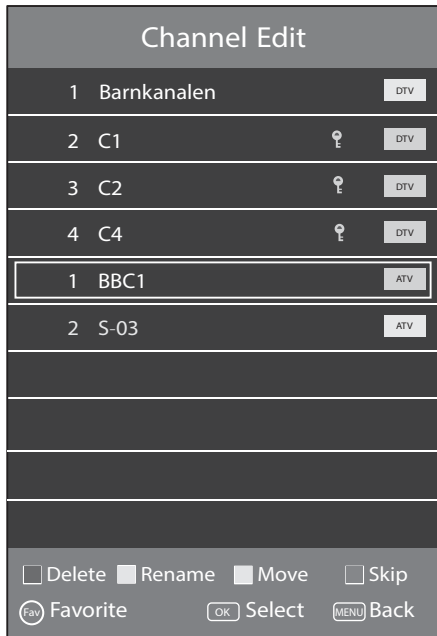 Channel Edit
1 Barnkanalen DTV
2 C1 DTV
3 C2 DTV
4 C4 DTV
1 BBC1 ATV
2 S-03 ATV
Delete Rename Move Skip
Fav Favorite OK Select MENU Back